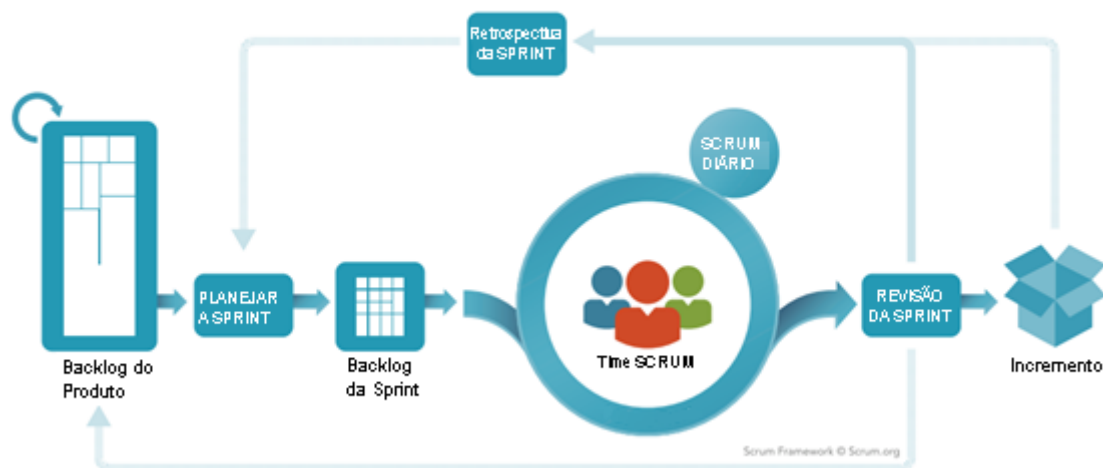 Retrospectiva
da SPRINT
SCRUM
DIÁRIO
PLANEJAR
A SPRINT
REVISÃO
DA SPRINT
Backlog do
Produto
Backlog
da Sprint
Time SCRUM
Incremento
Scrum Framework © Scrum.org